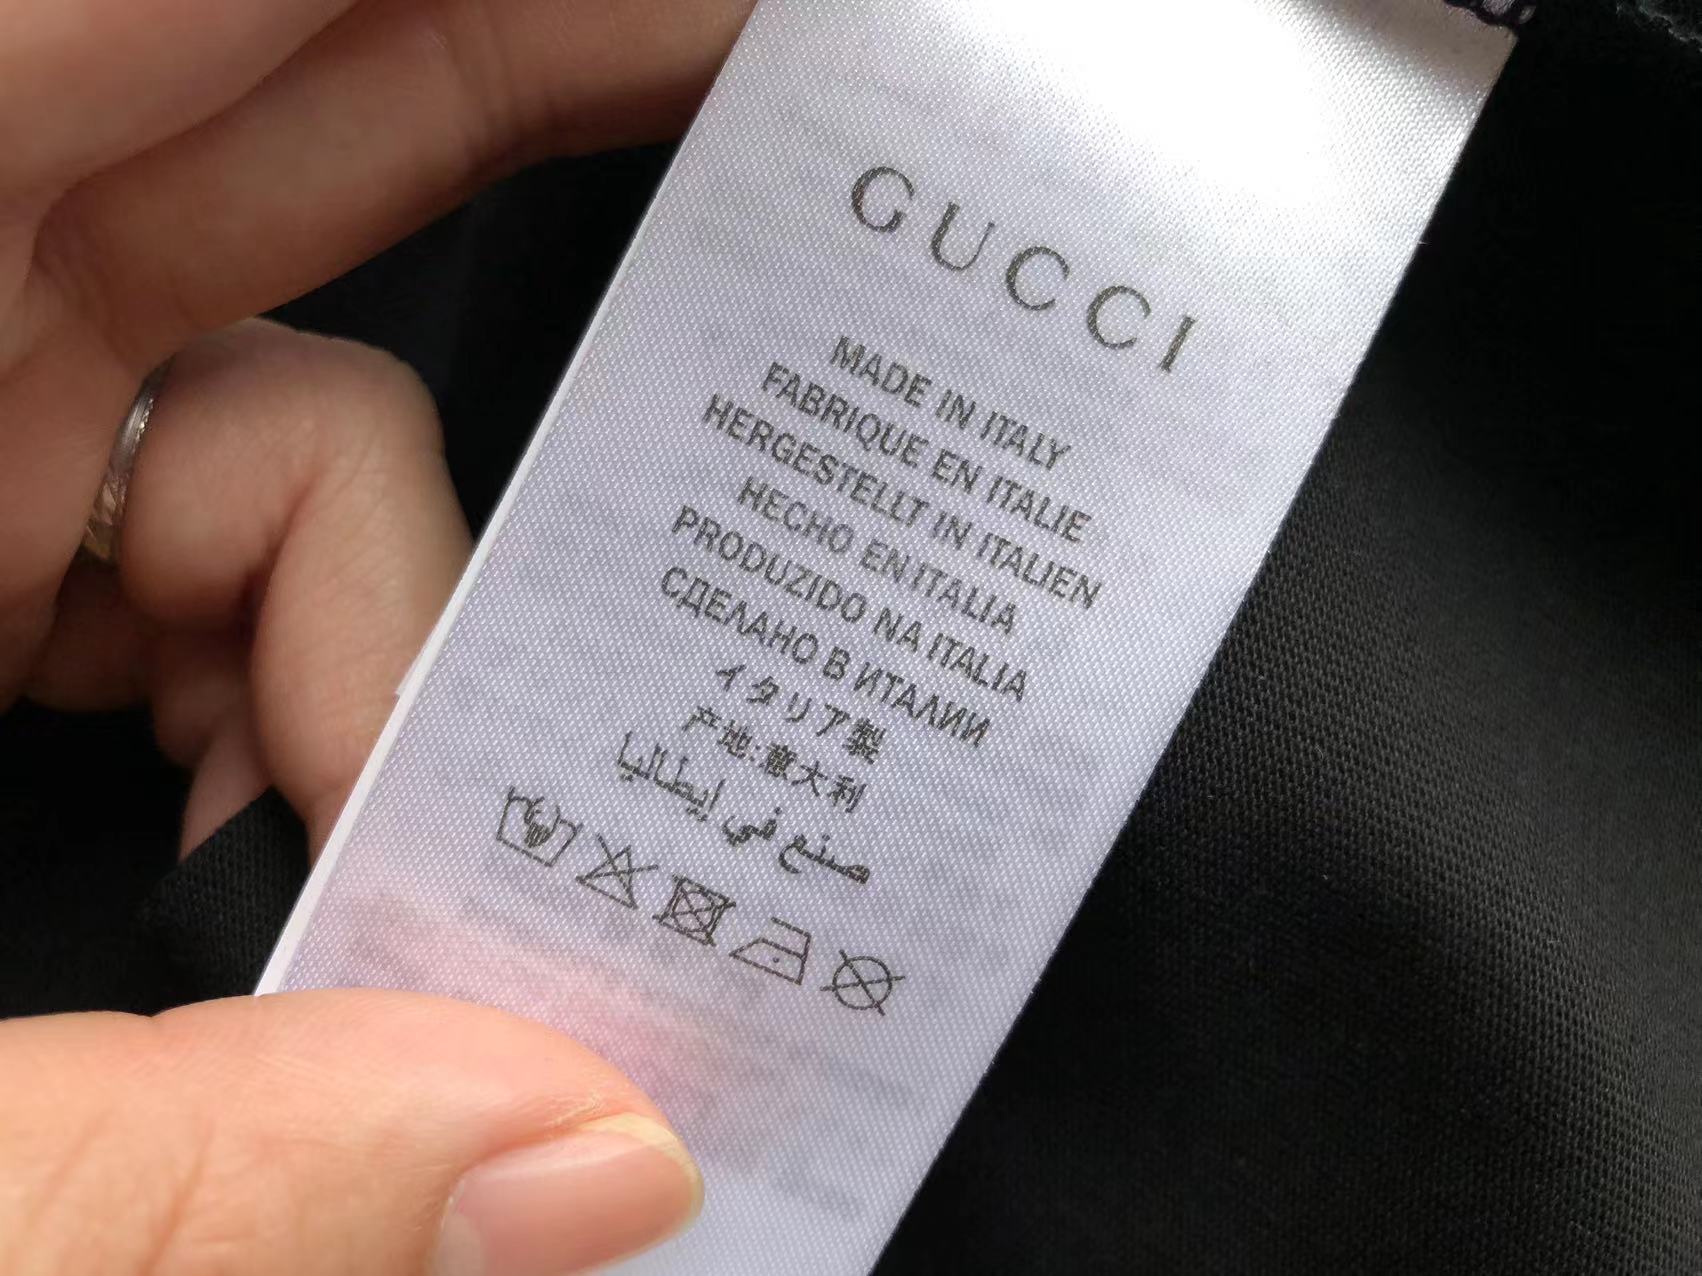 GUCCI
MADE IN ITALY
FABRIQUE EN ITALIE
HERGESTELLT IN ITALIEN
HECHO EN ITALIA
PRODUZIDO NA ITALIA
СДЕЛАНО В ИТАЛИИ
イタリア製
产地:意大利
صنع في إيطاليا